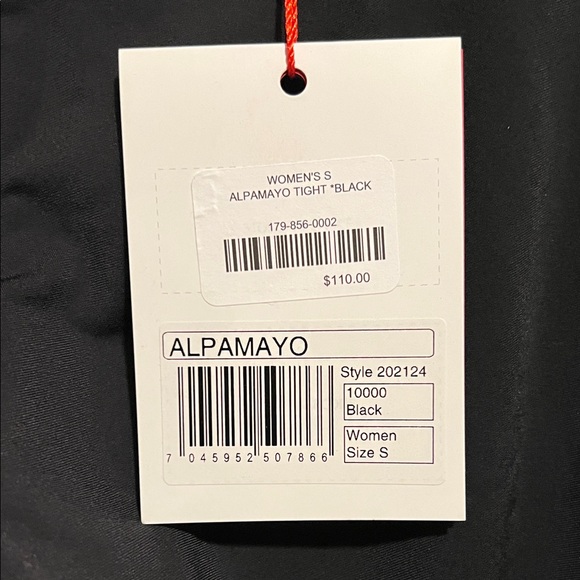 WOMEN'S S
ALPAMAYO TIGHT *BLACK
179-856-0002
$110.00
ALPAMAYO
Style 202124
10000
Black
Women
Size S
7 045952 507866